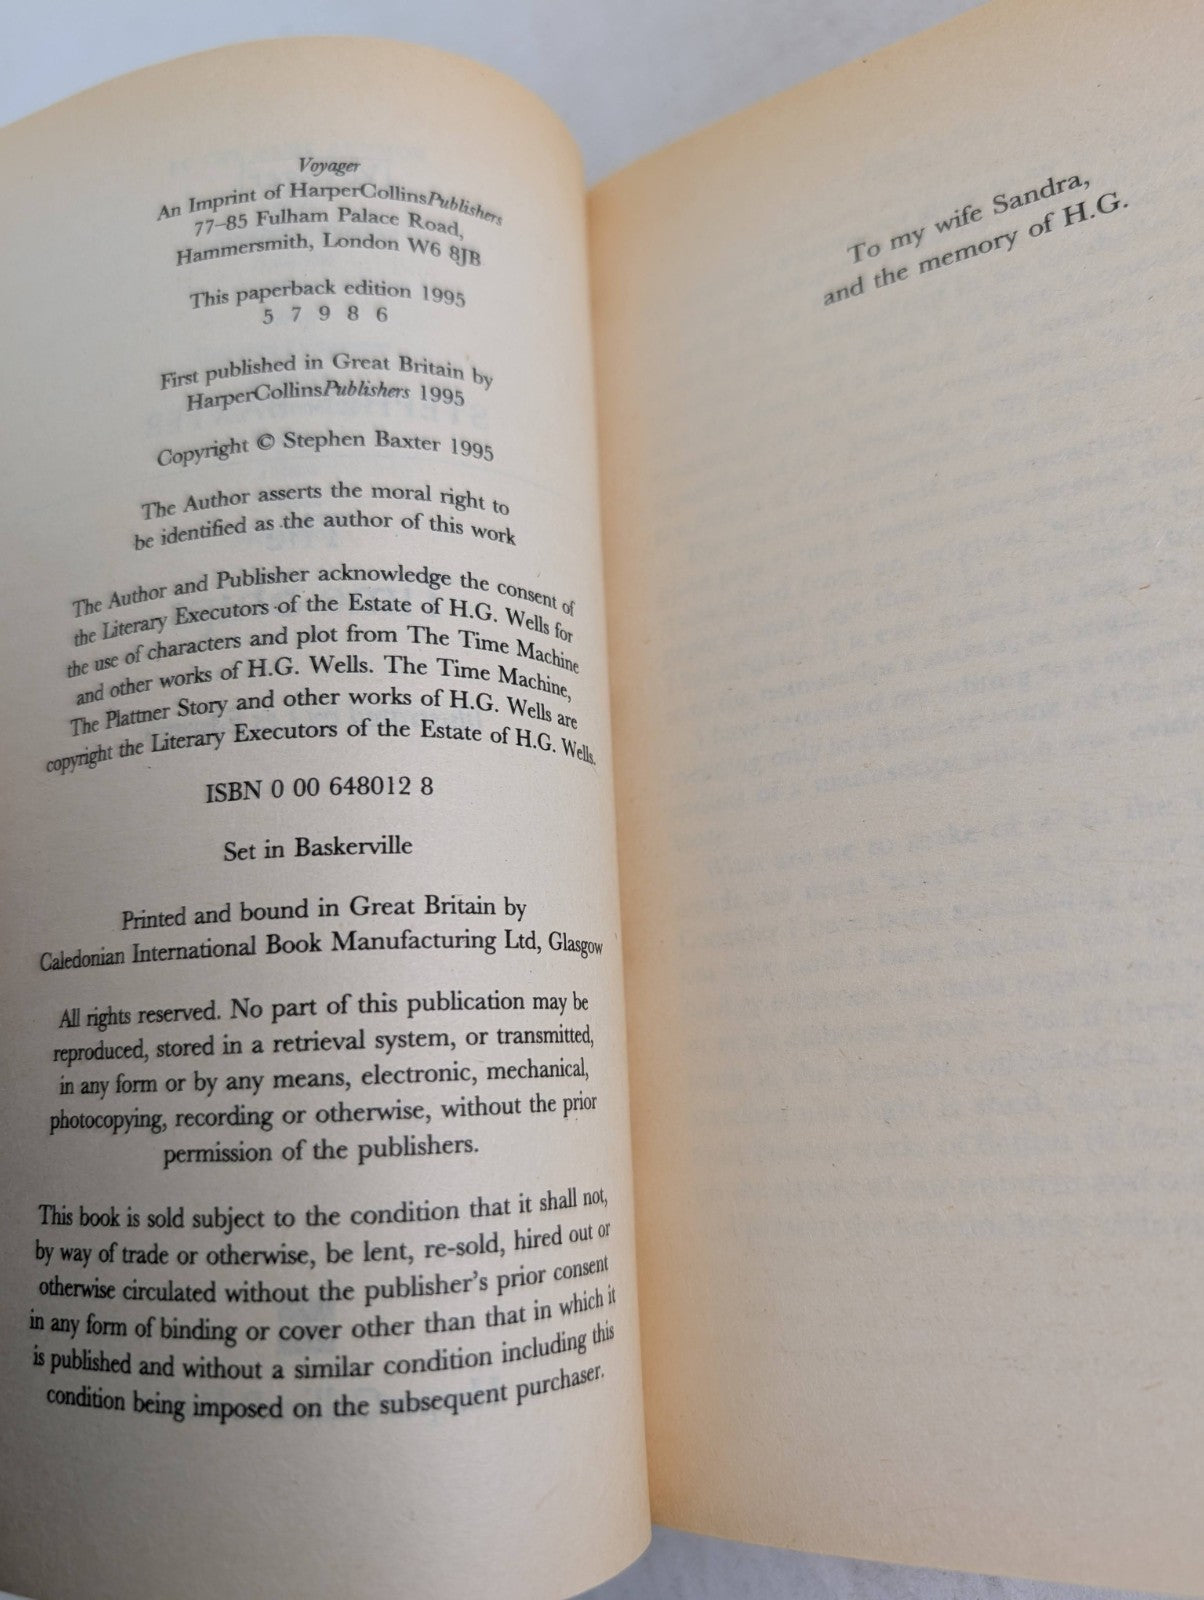 Voyager
An Imprint of HarperCollinsPublishers
77–85 Fulham Palace Road,
Hammersmith, London W6 8JB
This paperback edition 1995
5 7 9 8 6
First published in Great Britain by
HarperCollinsPublishers 1995
Copyright © Stephen Baxter 1995
The Author asserts the moral right to
be identified as the author of this work
The Author and Publisher acknowledge the consent of
the Literary Executors of the Estate of H.G. Wells for
the use of characters and plot from The Time Machine
and other works of H.G. Wells. The Time Machine,
The Plattner Story and other works of H.G. Wells are
copyright the Literary Executors of the Estate of H.G. Wells.
ISBN 0 00 648012 8
Set in Baskerville
Printed and bound in Great Britain by
Caledonian International Book Manufacturing Ltd, Glasgow
All rights reserved. No part of this publication may be
reproduced, stored in a retrieval system, or transmitted,
in any form or by any means, electronic, mechanical,
photocopying, recording or otherwise, without the prior
permission of the publishers.
This book is sold subject to the condition that it shall not,
by way of trade or otherwise, be lent, re-sold, hired out or
otherwise circulated without the publisher's prior consent
in any form of binding or cover other than that in which it
is published and without a similar condition including this
condition being imposed on the subsequent purchaser.
To my wife Sandra,
and the memory of H.G.